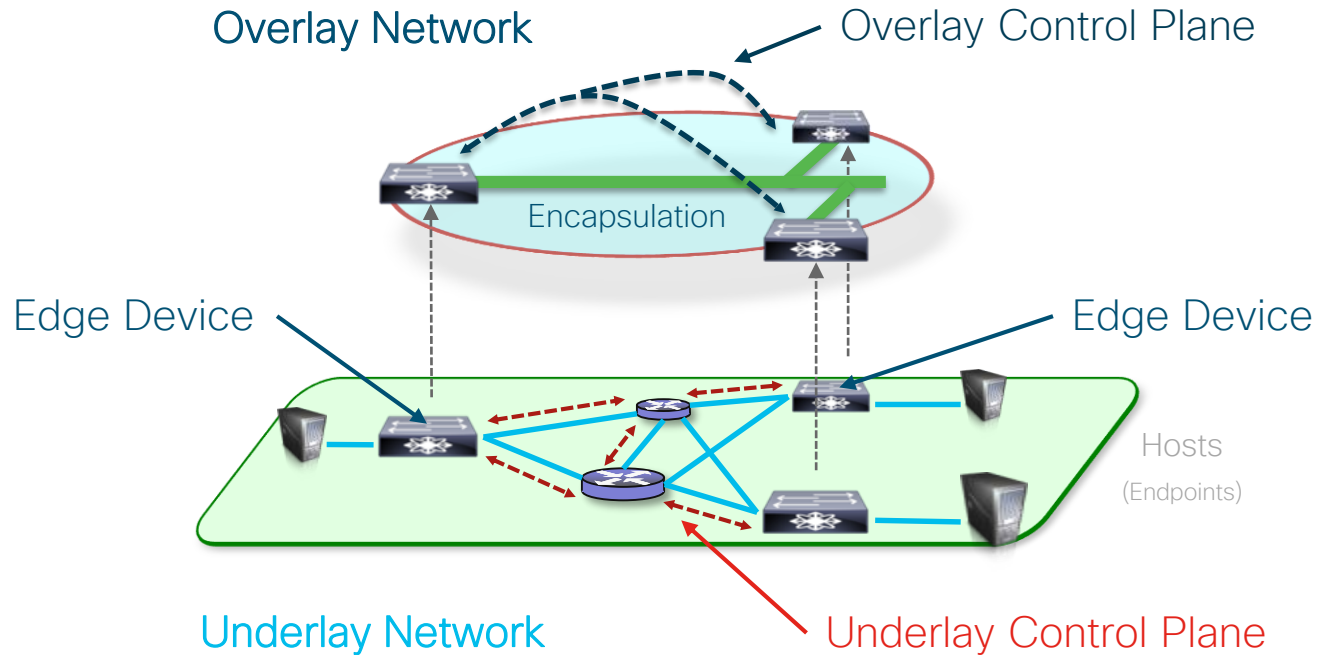 Overlay Network
Overlay Control Plane
Encapsulation
Edge Device
Edge Device
Hosts
(Endpoints)
Underlay Network
Underlay Control Plane